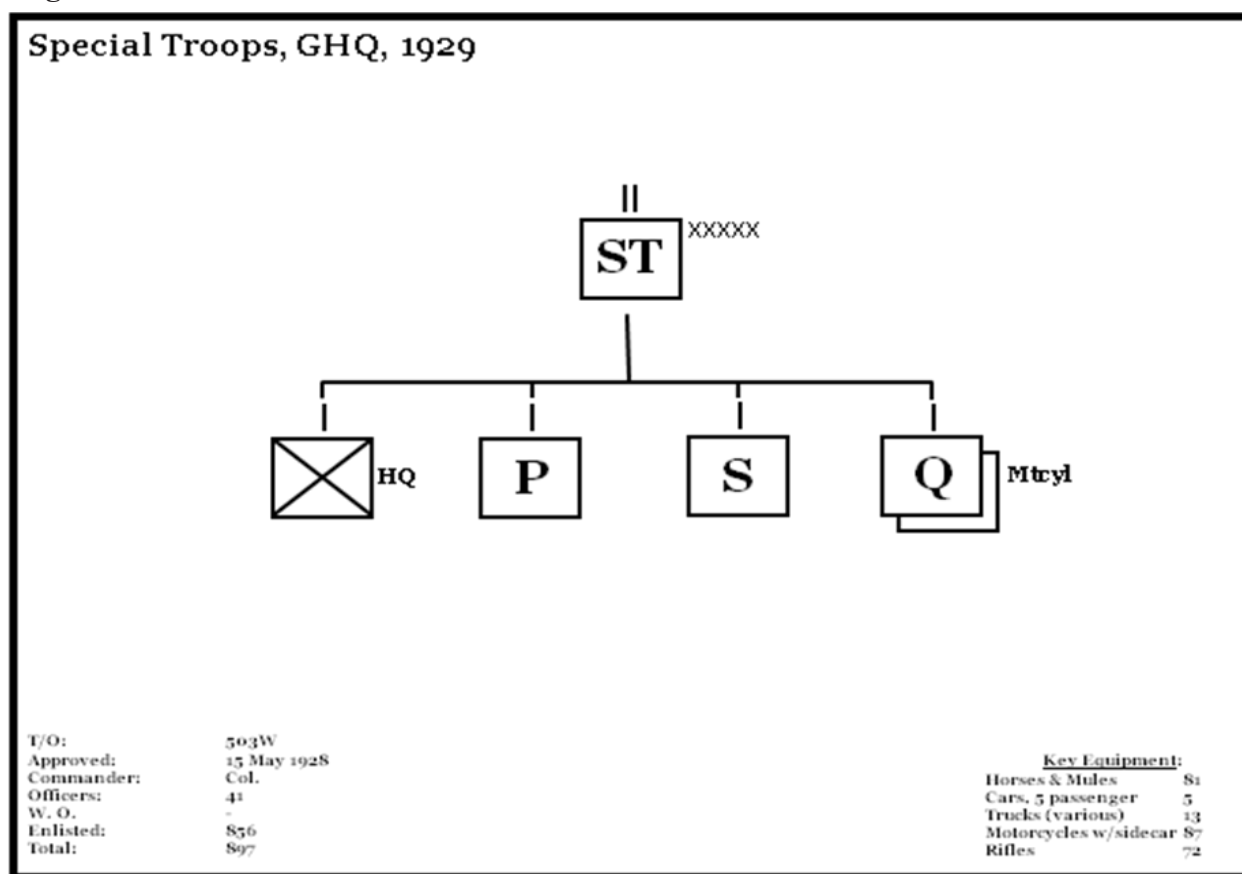 Special Troops, GHQ, 1929
II
ST XXXXX
I I I I
HQ P S Q Mtcyl
T/O: 503W
Approved: 15 May 1928
Commander: Col.
Officers: 41
W. O. -
Enlisted: 856
Total: 897
Key Equipment:
Horses & Mules 81
Cars, 5 passenger 5
Trucks (various) 13
Motorcycles w/sidecar 87
Rifles 72